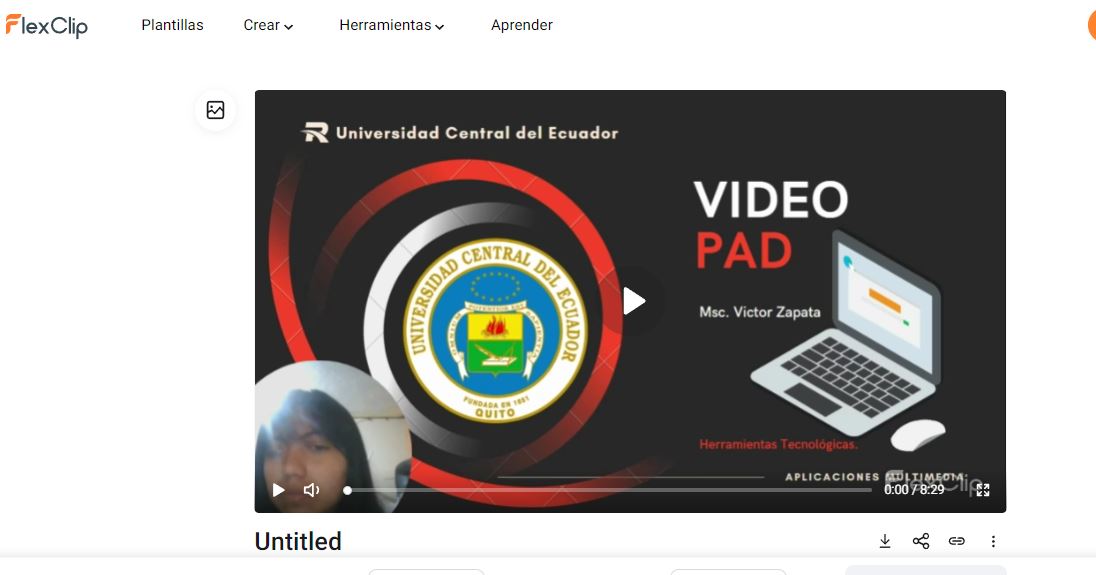 FlexClip
Plantillas
Crear
Herramientas
Aprender
Universidad Central del Ecuador
VIDEO
PAD
Msc. Victor Zapata
UNIVERSIDAD CENTRAL DEL ECUADOR
FUNDADA EN 1651
QUITO
Herramientas Tecnológicas.
APLICACIONES MULTIMEDIA.
FlexClip
0:00 / 8:29
Untitled